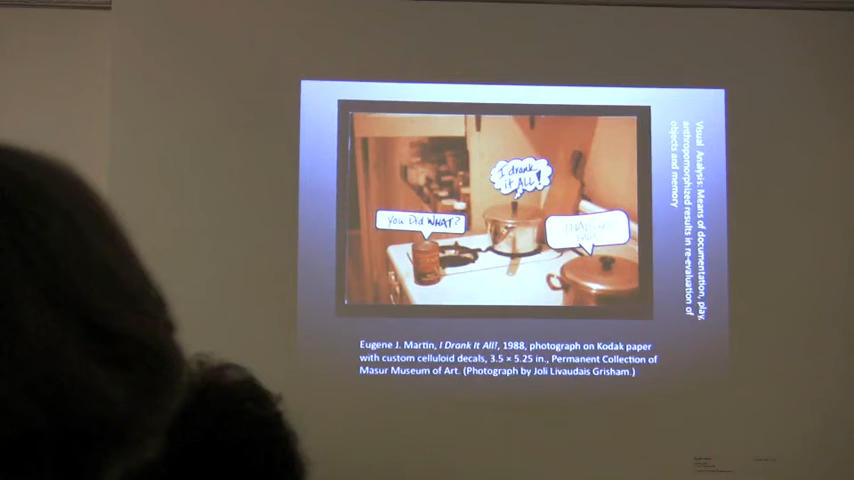 I drank
it ALL!
You Did WHAT?
Visual Analysis: Means of documentation, play,
anthropomorphized results in re-evaluation of
objects and memory
Eugene J. Martin, I Drank It All!, 1988, photograph on Kodak paper
with custom celluloid decals, 3.5 × 5.25 in., Permanent Collection of
Masur Museum of Art. (Photograph by Joli Livaudais Grisham.)